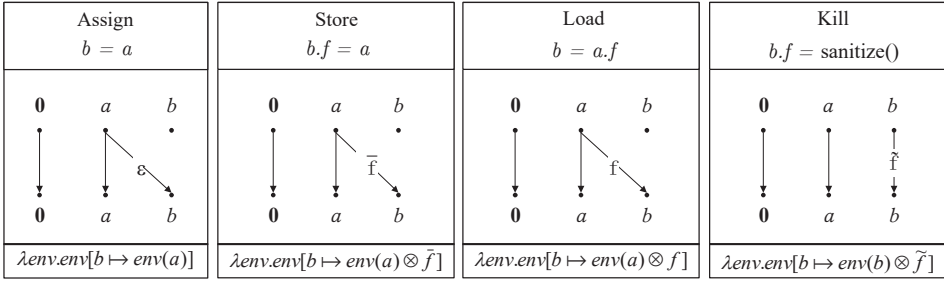 Assign
b = a
0 a b
ε
0 a b
λenv.env[b ↦ env(a)]
Store
b.f = a
0 a b
f̄
0 a b
λenv.env[b ↦ env(a) ⊗ f̄]
Load
b = a.f
0 a b
f
0 a b
λenv.env[b ↦ env(a) ⊗ f]
Kill
b.f = sanitize()
0 a b
f̃
0 a b
λenv.env[b ↦ env(b) ⊗ f̃]